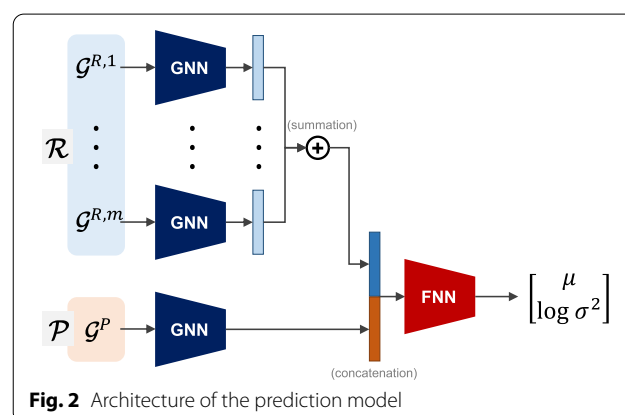 𝒢^{R,1}
GNN
(summation)
ℛ
𝒢^{R,m}
GNN
FNN
μ
log σ²
𝒫
𝒢^P
GNN
(concatenation)
Fig. 2 Architecture of the prediction model